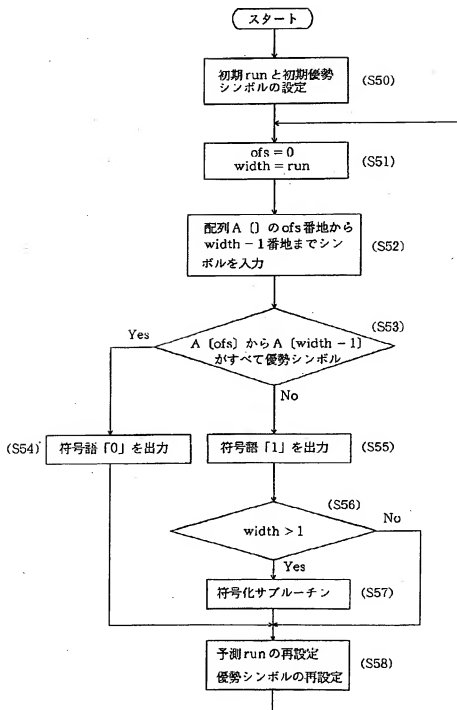 スタート
初期runと初期優勢
シンボルの設定
(S50)
ofs = 0
width = run
(S51)
配列A〔〕のofs番地から
width－1番地までシン
ボルを入力
(S52)
(S53)
Yes
A〔ofs〕からA〔width－1〕
がすべて優勢シンボル
No
(S54)
符号語「0」を出力
符号語「1」を出力
(S55)
(S56)
width > 1
No
Yes
符号化サブルーチン
(S57)
予測runの再設定
優勢シンボルの再設定
(S58)